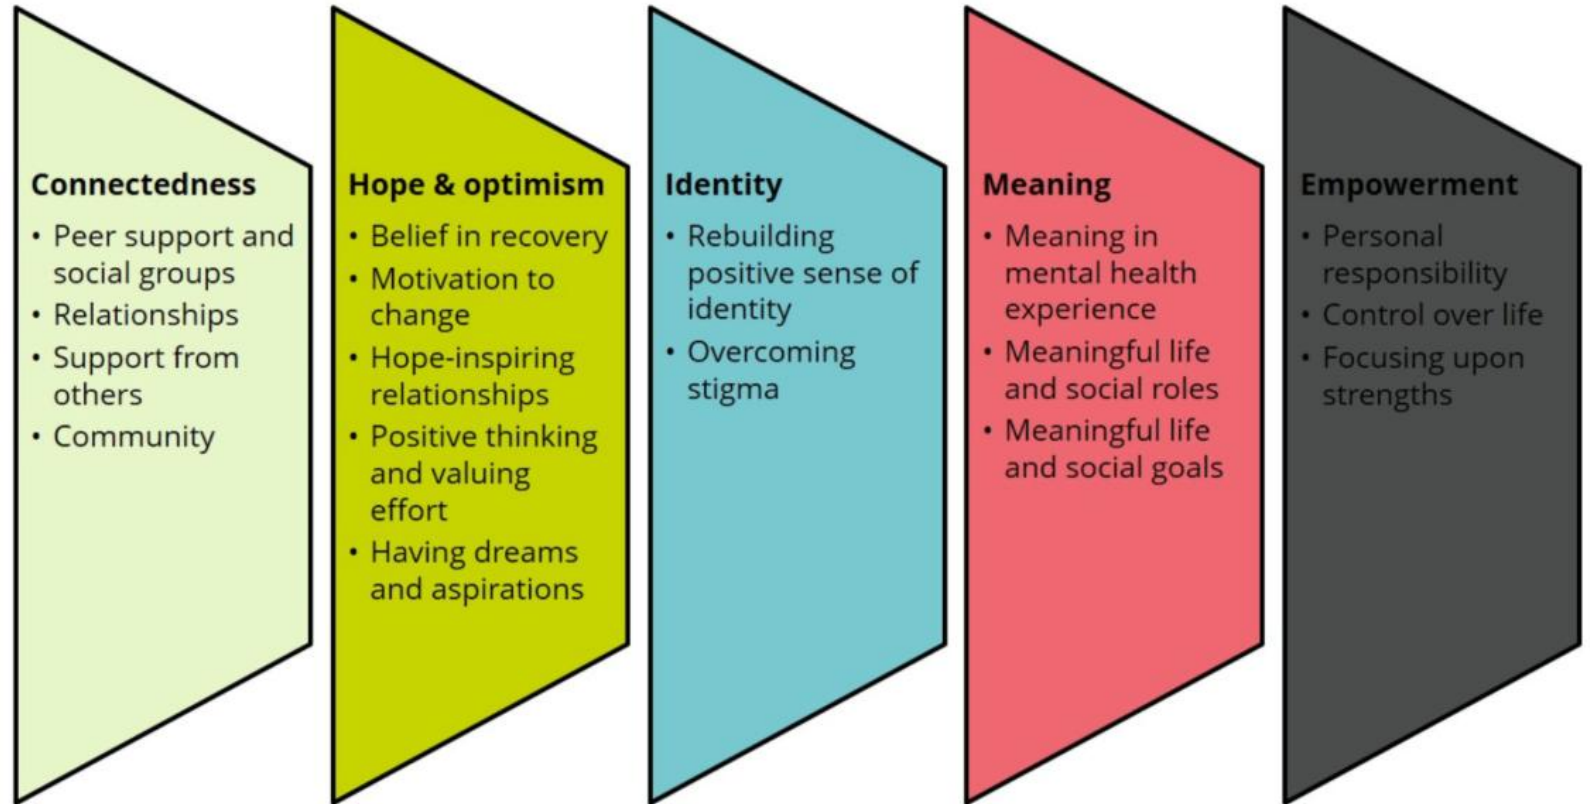 Connectedness
• Peer support and
social groups
• Relationships
• Support from
others
• Community
Hope & optimism
• Belief in recovery
• Motivation to
change
• Hope-inspiring
relationships
• Positive thinking
and valuing
effort
• Having dreams
and aspirations
Identity
• Rebuilding
positive sense of
identity
• Overcoming
stigma
Meaning
• Meaning in
mental health
experience
• Meaningful life
and social roles
• Meaningful life
and social goals
Empowerment
• Personal
responsibility
• Control over life
• Focusing upon
strengths